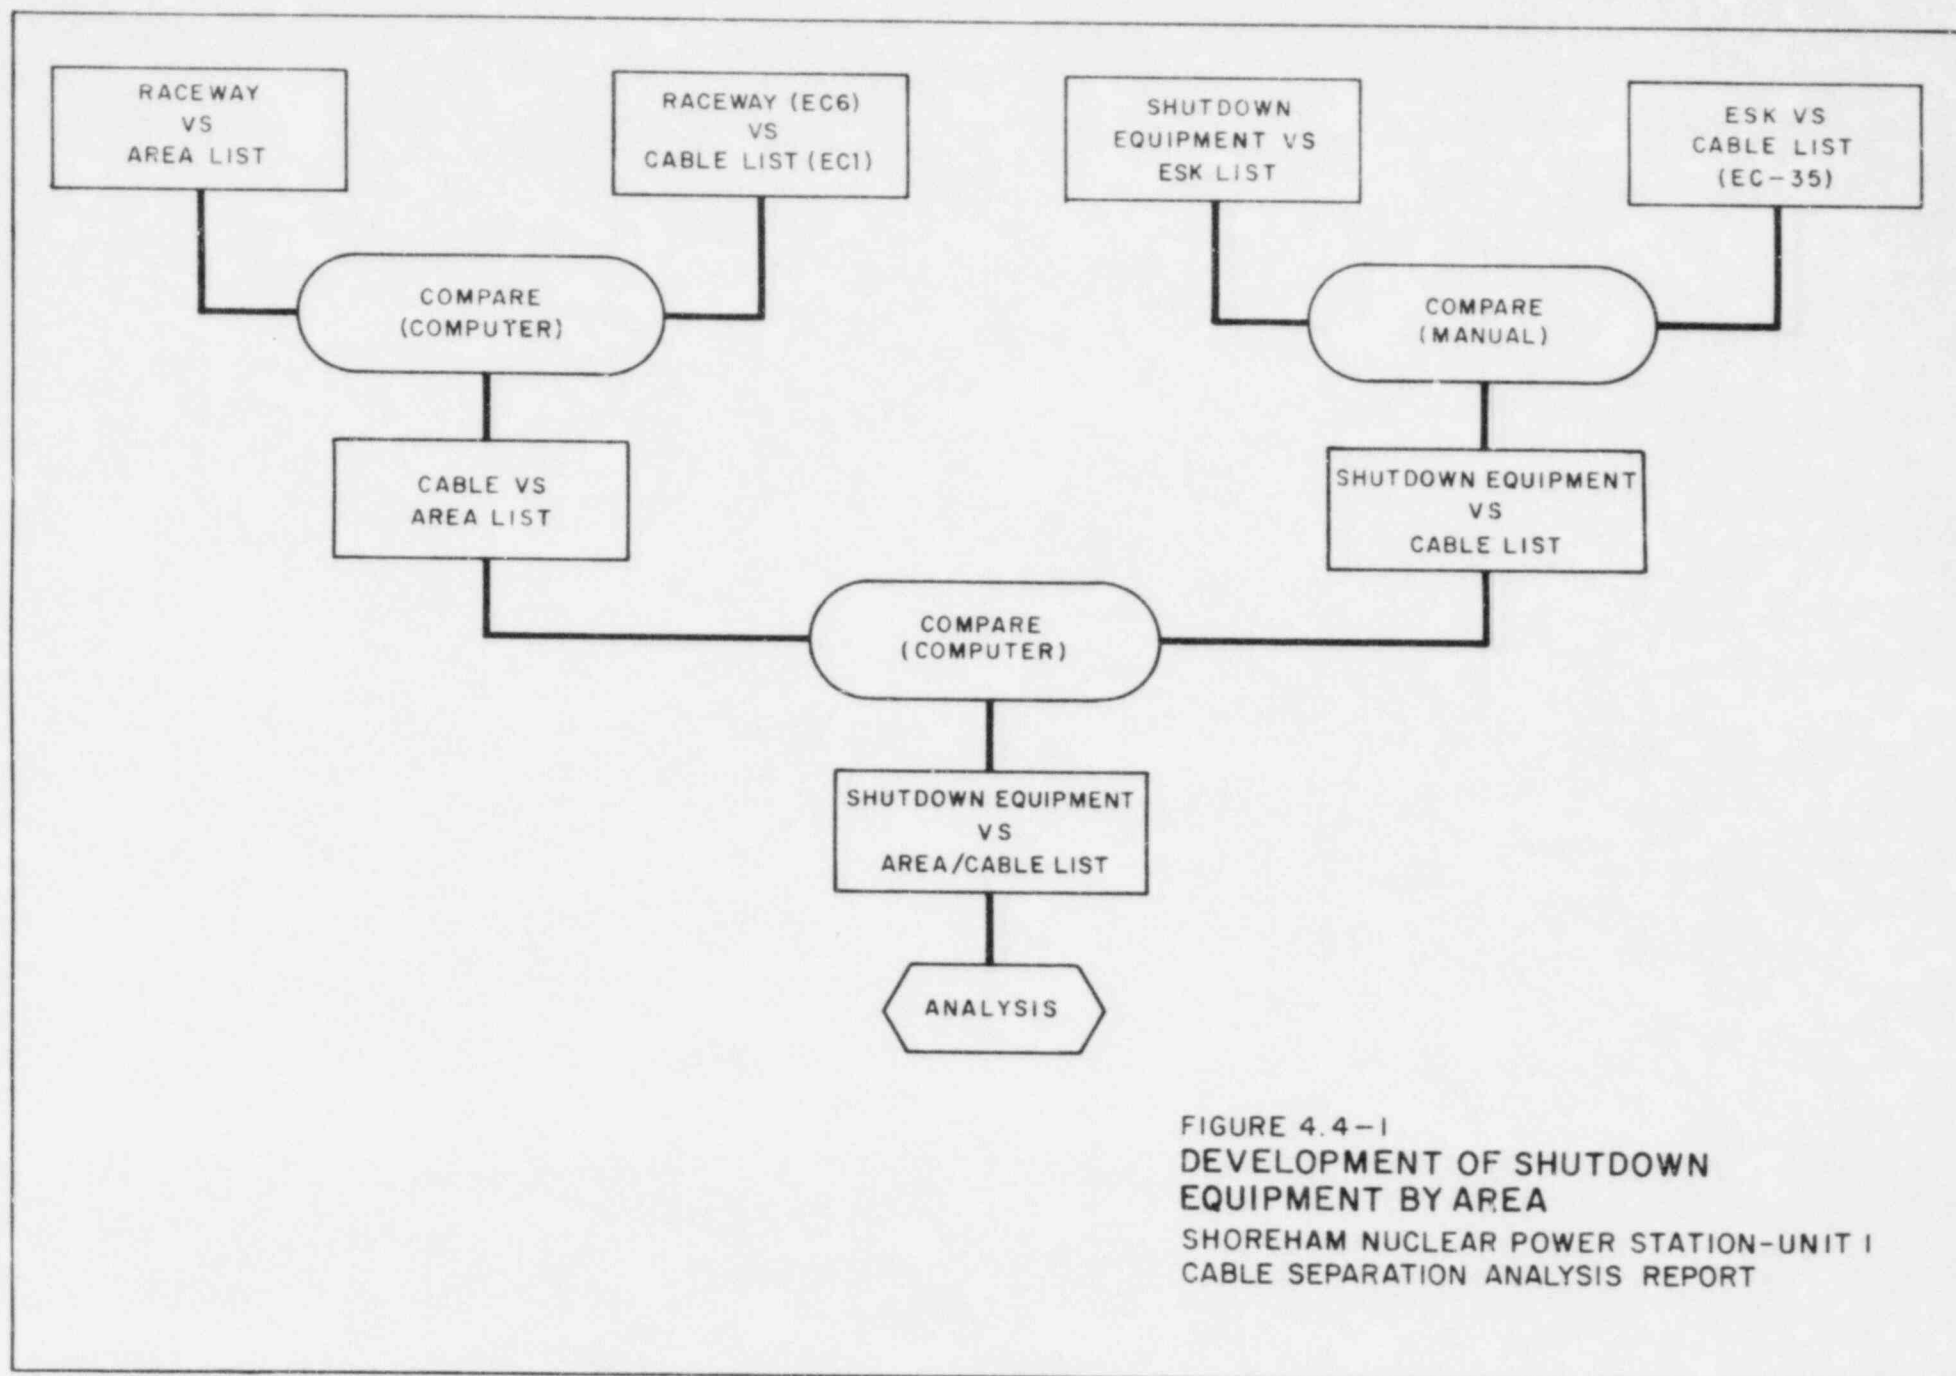 RACEWAY
VS
AREA LIST
RACEWAY (EC6)
VS
CABLE LIST (EC1)
SHUTDOWN
EQUIPMENT VS
ESK LIST
ESK VS
CABLE LIST
(EC-35)
COMPARE
(COMPUTER)
COMPARE
(MANUAL)
CABLE VS
AREA LIST
SHUTDOWN EQUIPMENT
VS
CABLE LIST
COMPARE
(COMPUTER)
SHUTDOWN EQUIPMENT
VS
AREA/CABLE LIST
ANALYSIS
FIGURE 4.4-1
DEVELOPMENT OF SHUTDOWN
EQUIPMENT BY AREA
SHOREHAM NUCLEAR POWER STATION-UNIT 1
CABLE SEPARATION ANALYSIS REPORT